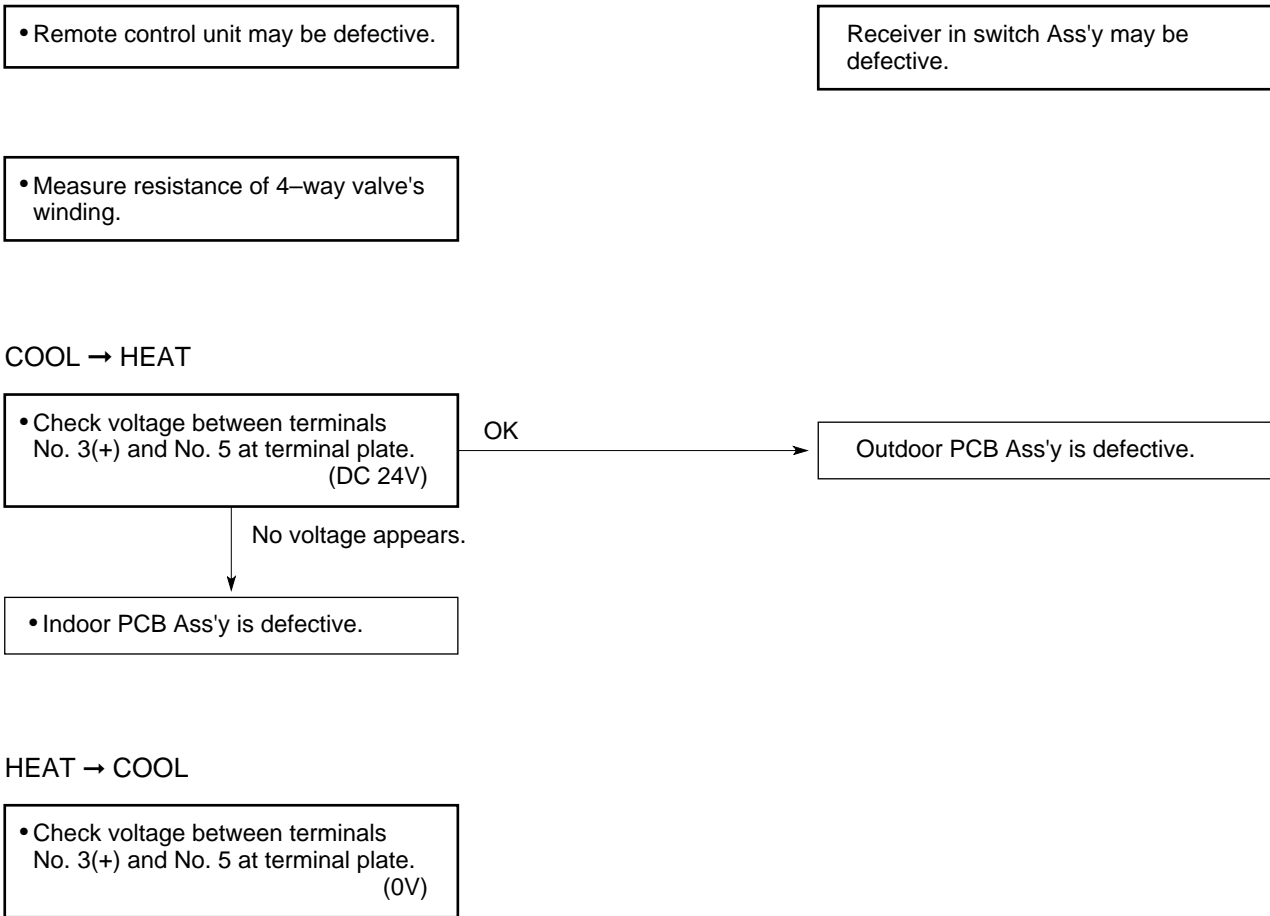 • Remote control unit may be defective.
Receiver in switch Ass'y may be
defective.
• Measure resistance of 4–way valve's
winding.
COOL → HEAT
• Check voltage between terminals
No. 3(+) and No. 5 at terminal plate.
(DC 24V)
OK
Outdoor PCB Ass'y is defective.
No voltage appears.
• Indoor PCB Ass'y is defective.
HEAT → COOL
• Check voltage between terminals
No. 3(+) and No. 5 at terminal plate.
(0V)